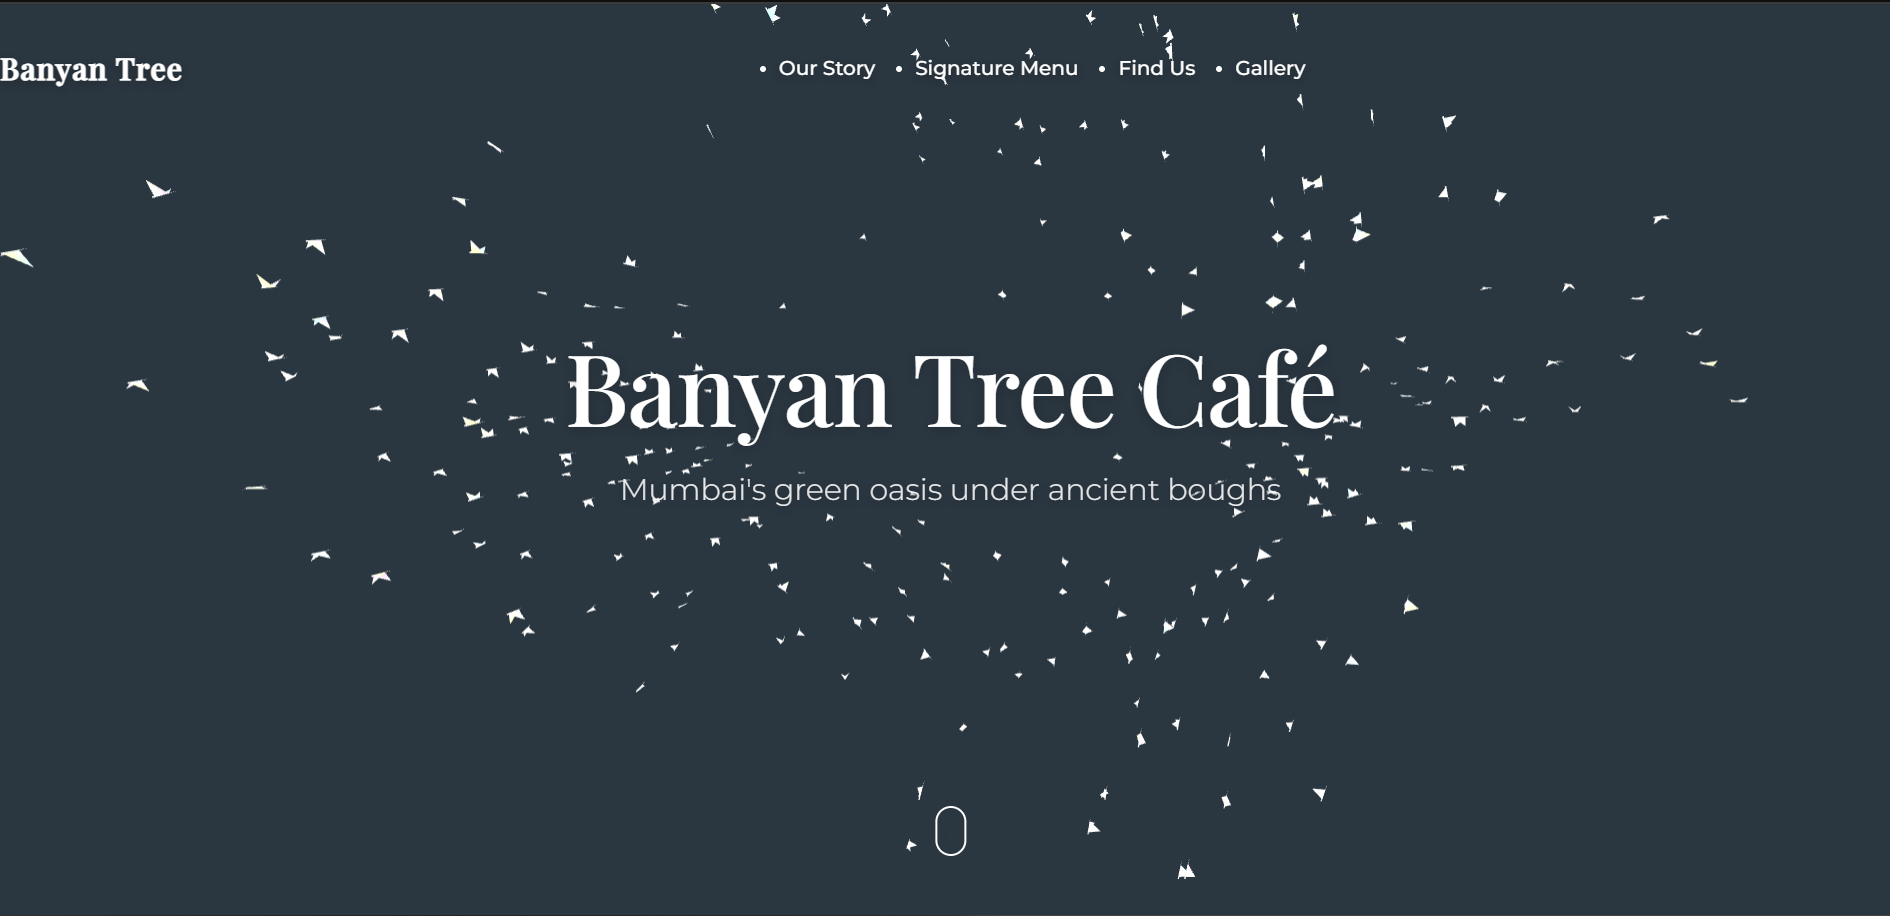 Banyan Tree
• Our Story • Signature Menu • Find Us • Gallery
Banyan Tree Café
Mumbai's green oasis under ancient boughs